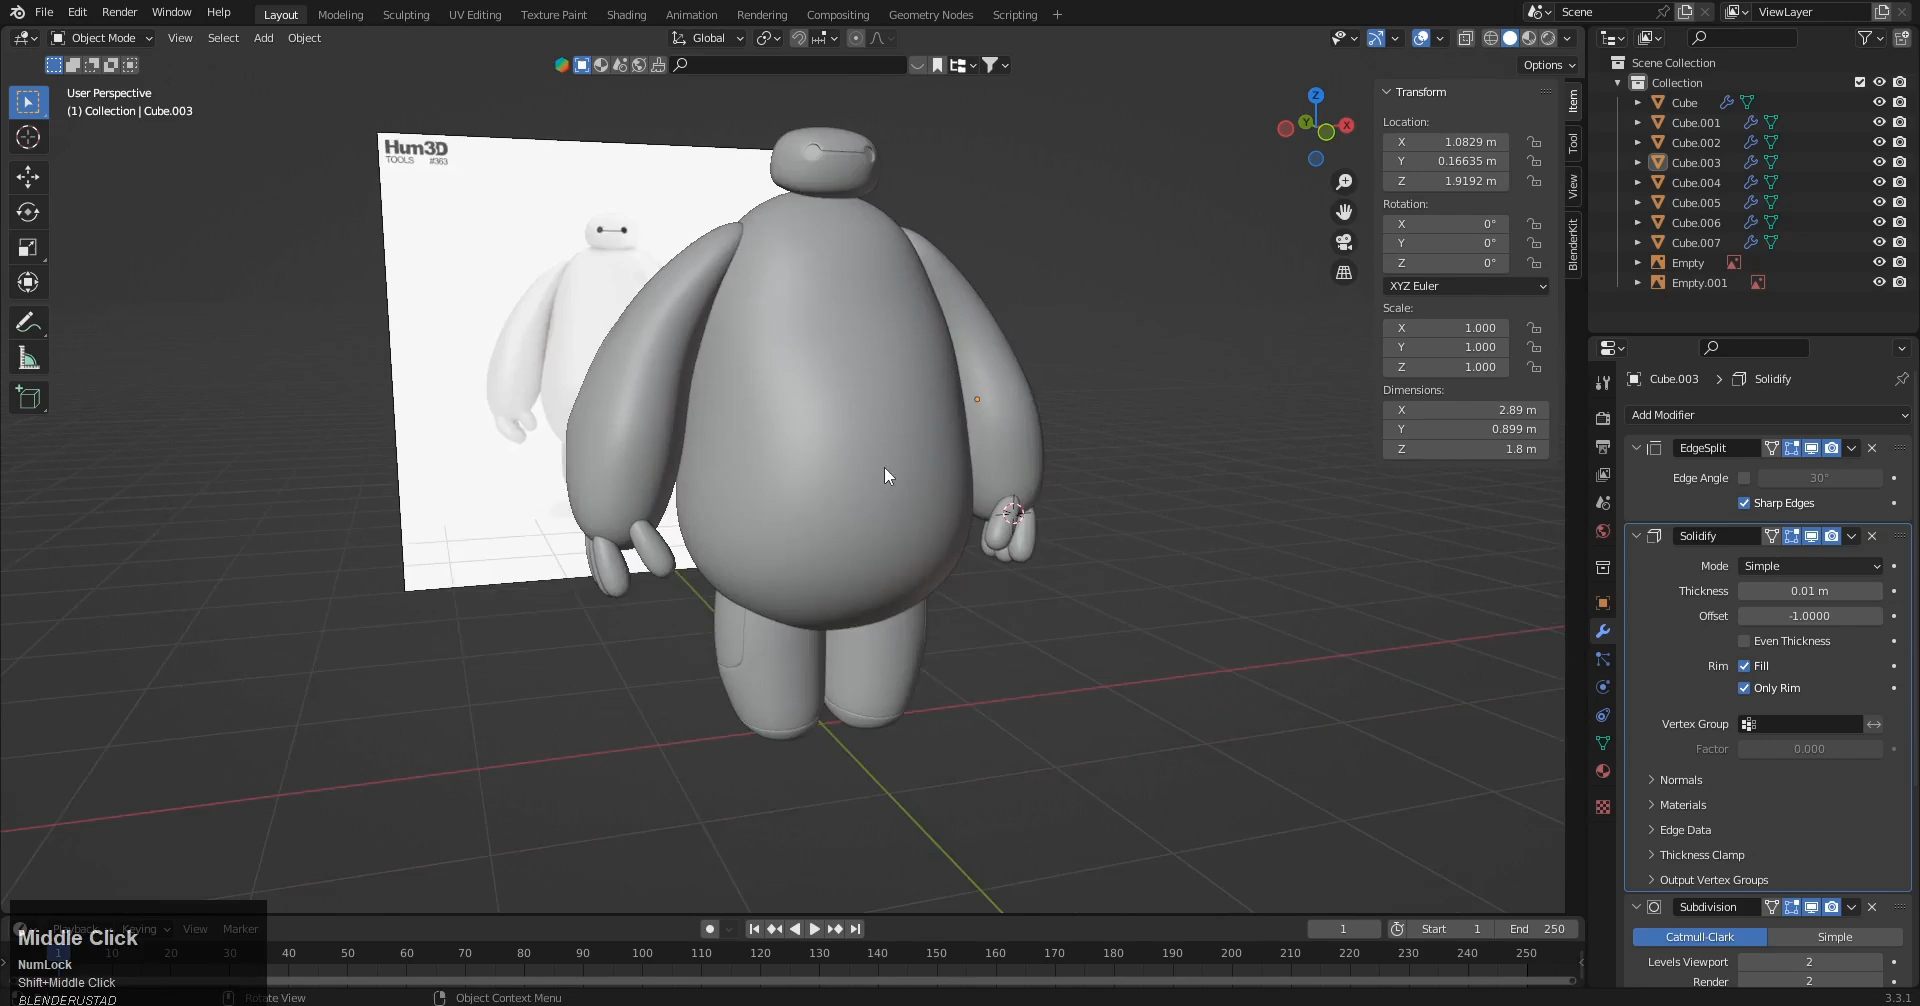 File Edit Render Window Help
Layout Modeling Sculpting UV Editing Texture Paint Shading Animation Rendering Compositing Geometry Nodes Scripting +
Scene
ViewLayer
Object Mode View Select Add Object
Global
Options
User Perspective
(1) Collection | Cube.003
Hum3D
TOOLS #363
Z
Y
X
Item
Tool
View
BlenderKit
Transform
Location:
X 1.0829 m
Y 0.16635 m
Z 1.9192 m
Rotation:
X 0°
Y 0°
Z 0°
XYZ Euler
Scale:
X 1.000
Y 1.000
Z 1.000
Dimensions:
X 2.89 m
Y 0.899 m
Z 1.8 m
Scene Collection
Collection
Cube
Cube.001
Cube.002
Cube.003
Cube.004
Cube.005
Cube.006
Cube.007
Empty
Empty.001
Cube.003 > Solidify
Add Modifier
EdgeSplit
Edge Angle 30°
Sharp Edges
Solidify
Mode Simple
Thickness 0.01 m
Offset -1.0000
Even Thickness
Rim Fill
Only Rim
Vertex Group
Factor 0.000
Normals
Materials
Edge Data
Thickness Clamp
Output Vertex Groups
Subdivision
Catmull-Clark Simple
Levels Viewport 2
Render 2
Playback Keying View Marker
1 Start 1 End 250
1 10 20 30 40 50 60 70 80 90 100 110 120 130 140 150 160 170 180 190 200 210 220 230 240 250
Middle Click
NumLock
Shift+Middle Click
BLENDERUSTAD
Rotate View
Object Context Menu
3.3.1